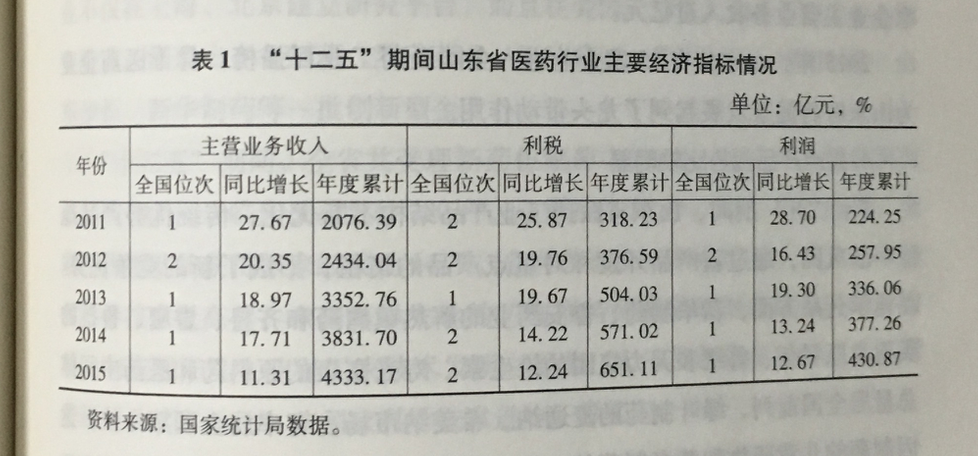 表1 “十二五”期间山东省医药行业主要经济指标情况
单位：亿元，%
年份 主营业务收入 利税 利润
全国位次 同比增长 年度累计 全国位次 同比增长 年度累计 全国位次 同比增长 年度累计
2011 1 27.67 2076.39 2 25.87 318.23 1 28.70 224.25
2012 2 20.35 2434.04 2 19.76 376.59 2 16.43 257.95
2013 1 18.97 3352.76 1 19.67 504.03 1 19.30 336.06
2014 1 17.71 3831.70 2 14.22 571.02 1 13.24 377.26
2015 1 11.31 4333.17 2 12.24 651.11 1 12.67 430.87
资料来源：国家统计局数据。